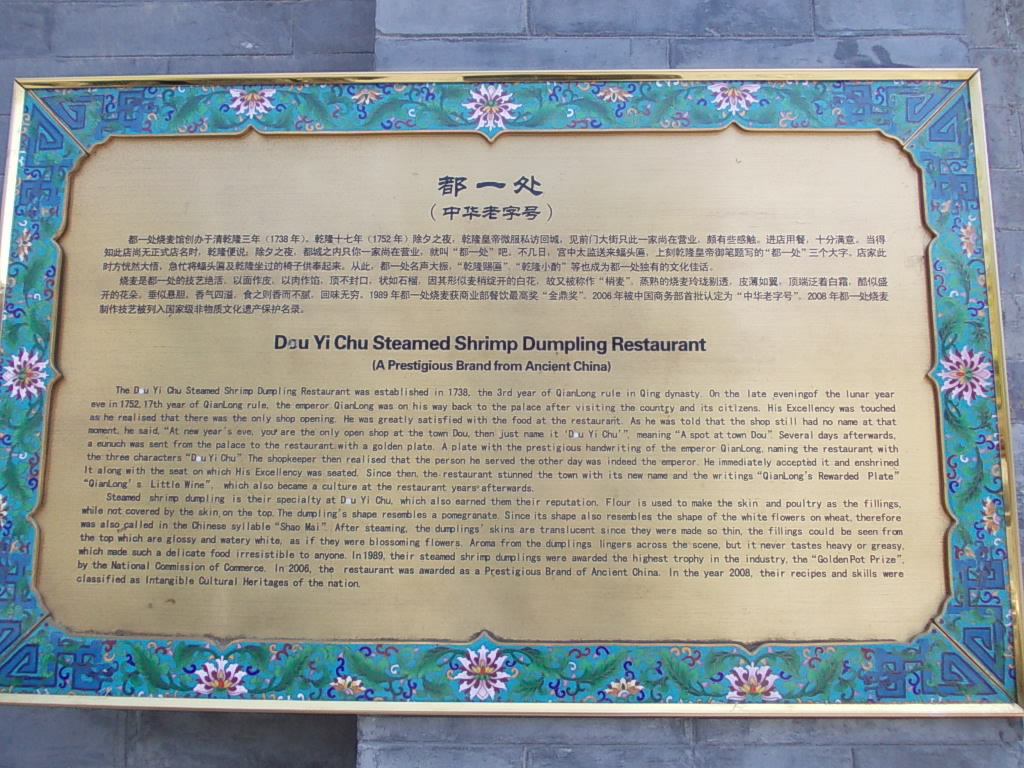 都一处
（中华老字号）
都一处烧麦馆创办于清乾隆三年（1738年）。乾隆十七年（1752年）除夕之夜，乾隆皇帝微服私访回城，见前门大街只此一家尚在营业，颇有些感触。进店用餐，十分满意。当得
知此店尚无正式店名时，乾隆便说：除夕之夜，都城之内只你一家尚在营业，就叫“都一处”吧。不几日，宫中太监送来蝠头匾，上刻乾隆皇帝御笔题写的“都一处”三个大字，店家此
时方恍然大悟，急忙将蝠头匾及乾隆坐过的椅子供奉起来。从此，都一处名声大振，“乾隆赐匾”、“乾隆小酌”等也成为都一处独有的文化佳话。
烧麦是都一处的技艺绝活，以面作皮，以肉作馅，顶不封口，状如石榴，因其形似麦梢绽开的白花，故又被称作“梢麦”。蒸熟的烧麦玲珑剔透，皮薄如翼，顶端泛着白霜，酷似盛
开的花朵，垂似悬胆，香气四溢，食之则香而不腻，回味无穷。1989年都一处烧麦获商业部餐饮最高奖“金鼎奖”，2006年被中国商务部首批认定为“中华老字号”，2008年都一处烧麦
制作技艺被列入国家级非物质文化遗产保护名录。
Dou Yi Chu Steamed Shrimp Dumpling Restaurant
(A Prestigious Brand from Ancient China)
The Dou Yi Chu Steamed Shrimp Dumpling Restaurant was established in 1738, the 3rd year of QianLong rule in Qing dynasty. On the late eveningof the lunar year
eve in 1752, 17th year of QianLong rule, the emperor QianLong was on his way back to the palace after visiting the country and its citizens. His Excellency was touched
as he realised that there was the only shop opening. He was greatly satisfied with the food at the restaurant. As he was told that the shop still had no name at that
moment, he said, “At new year's eve, you are the only open shop at the town Dou, then just name it ‘Dou Yi Chu’”, meaning “A spot at town Dou”. Several days afterwards,
a eunuch was sent from the palace to the restaurant with a golden plate. A plate with the prestigious handwriting of the emperor QianLong, naming the restaurant with
the three characters “Dou Yi Chu”. The shopkeeper then realised that the person he served the other day was indeed the emperor. He immediately accepted it and enshrined
It along with the seat on which His Excellency was seated. Since then, the restaurant stunned the town with its new name and the writings “QianLong's Rewarded Plate”
“QianLong's Little Wine”, which also became a culture at the restaurant years afterwards.
Steamed shrimp dumpling is their specialty at Dou Yi Chu, which also earned them their reputation. Flour is used to make the skin and poultry as the fillings,
while not covered by the skin on the top. The dumpling's shape resembles a pomegranate. Since its shape also resembles the shape of the white flowers on wheat, therefore
was also called in the Chinese syllable “Shao Mai”. After steaming, the dumplings' skins are translucent since they were made so thin, the fillings could be seen from
the top which are glossy and watery white, as if they were blossoming flowers. Aroma from the dumplings lingers across the scene, but it never tastes heavy or greasy,
which made such a delicate food irresistible to anyone. In 1989, their steamed shrimp dumplings were awarded the highest trophy in the industry, the “Golden Pot Prize”,
by the National Commission of Commerce. In 2006, the restaurant was awarded as a Prestigious Brand of Ancient China. In the year 2008, their recipes and skills were
classified as Intangible Cultural Heritages of the nation.